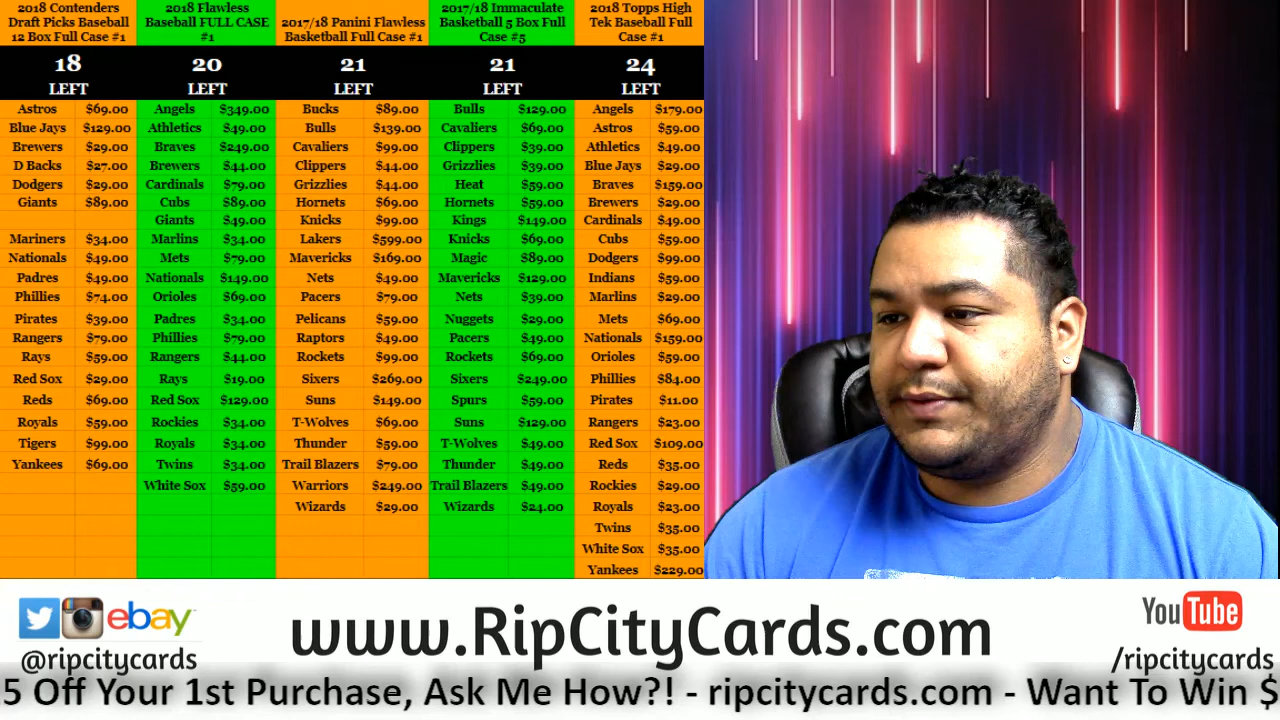 2018 Contenders
Draft Picks Baseball
12 Box Full Case #1
18
LEFT
Astros $69.00
Blue Jays $129.00
Brewers $29.00
D Backs $27.00
Dodgers $29.00
Giants $89.00
Mariners $34.00
Nationals $49.00
Padres $49.00
Phillies $74.00
Pirates $39.00
Rangers $79.00
Rays $59.00
Red Sox $29.00
Reds $69.00
Royals $59.00
Tigers $99.00
Yankees $69.00
2018 Flawless
Baseball FULL CASE
#1
20
LEFT
Angels $349.00
Athletics $49.00
Braves $249.00
Brewers $44.00
Cardinals $79.00
Cubs $89.00
Giants $49.00
Marlins $34.00
Mets $79.00
Nationals $149.00
Orioles $69.00
Padres $34.00
Phillies $79.00
Rangers $44.00
Rays $19.00
Red Sox $129.00
Rockies $34.00
Royals $34.00
Twins $34.00
White Sox $59.00
2017/18 Panini Flawless
Basketball Full Case #1
21
LEFT
Bucks $89.00
Bulls $139.00
Cavaliers $99.00
Clippers $44.00
Grizzlies $44.00
Hornets $69.00
Knicks $99.00
Lakers $599.00
Mavericks $169.00
Nets $49.00
Pacers $79.00
Pelicans $59.00
Raptors $49.00
Rockets $99.00
Sixers $269.00
Suns $149.00
T-Wolves $69.00
Thunder $59.00
Trail Blazers $79.00
Warriors $249.00
Wizards $29.00
2017/18 Immaculate
Basketball 5 Box Full
Case #5
21
LEFT
Bulls $129.00
Cavaliers $69.00
Clippers $39.00
Grizzlies $39.00
Heat $59.00
Hornets $59.00
Kings $149.00
Knicks $69.00
Magic $89.00
Mavericks $129.00
Nets $39.00
Nuggets $29.00
Pacers $49.00
Rockets $69.00
Sixers $249.00
Spurs $59.00
Suns $129.00
T-Wolves $49.00
Thunder $49.00
Trail Blazers $49.00
Wizards $24.00
2018 Topps High
Tek Baseball Full
Case #1
24
LEFT
Angels $179.00
Astros $59.00
Athletics $49.00
Blue Jays $29.00
Braves $159.00
Brewers $29.00
Cardinals $49.00
Cubs $59.00
Dodgers $99.00
Indians $59.00
Marlins $29.00
Mets $69.00
Nationals $159.00
Orioles $59.00
Phillies $84.00
Pirates $11.00
Rangers $23.00
Red Sox $109.00
Reds $35.00
Rockies $29.00
Royals $23.00
Twins $35.00
White Sox $35.00
Yankees $229.00
ebay
@ripcitycards
www.RipCityCards.com
YouTube
/ripcitycards
5 Off Your 1st Purchase, Ask Me How?! - ripcitycards.com - Want To Win $